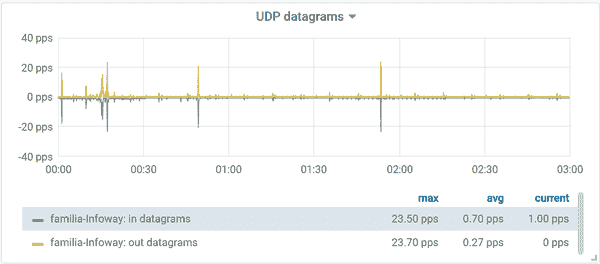 UDP datagrams
40 pps
20 pps
0 pps
-20 pps
-40 pps
00:00 00:30 01:00 01:30 02:00 02:30 03:00
max avg current
familia-Infoway: in datagrams 23.50 pps 0.70 pps 1.00 pps
familia-Infoway: out datagrams 23.70 pps 0.27 pps 0 pps